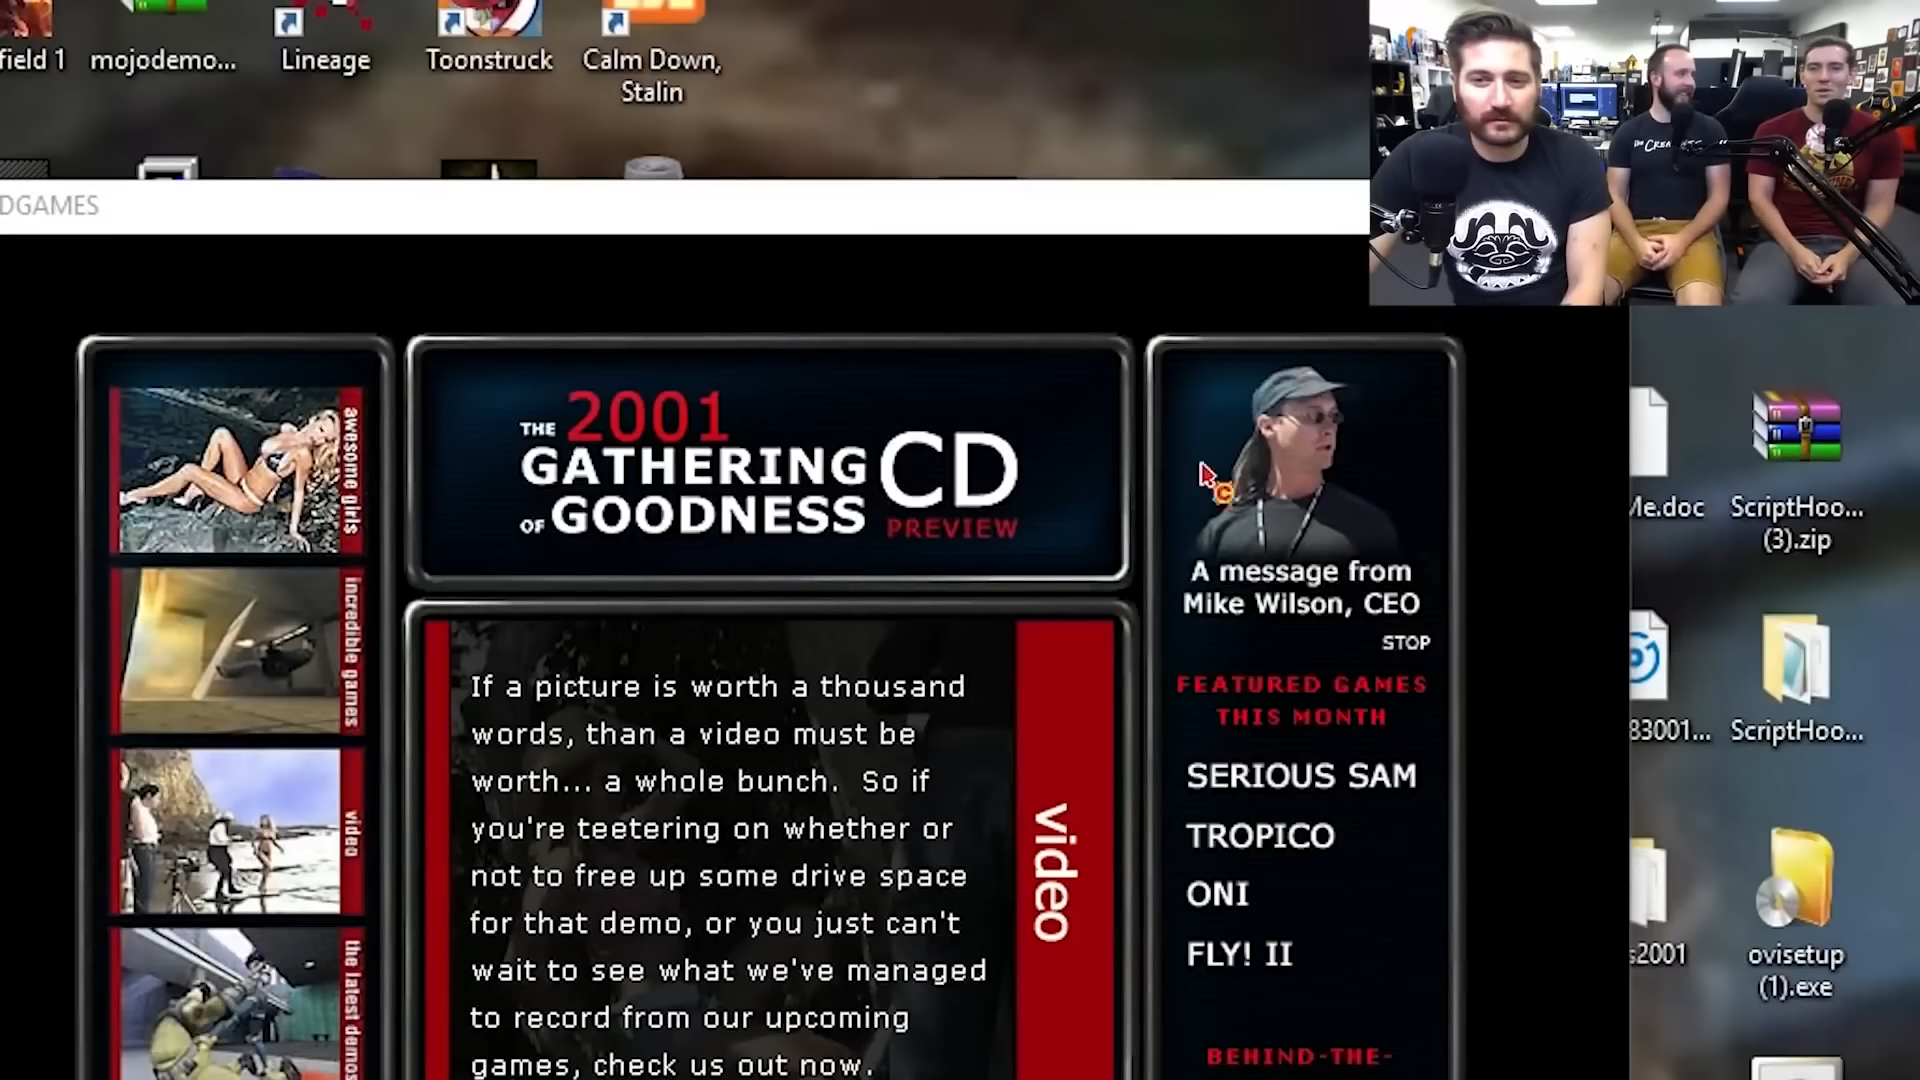 field 1
mojodemo...
Lineage
Toonstruck
Calm Down,
Stalin
DGAMES
awesome girls
incredible games
video
the latest demos
THE 2001
GATHERING
OF GOODNESS
CD
PREVIEW
If a picture is worth a thousand
words, than a video must be
worth... a whole bunch.  So if
you're teetering on whether or
not to free up some drive space
for that demo, or you just can't
wait to see what we've managed
to record from our upcoming
games, check us out now.
video
A message from
Mike Wilson, CEO
STOP
FEATURED GAMES
THIS MONTH
SERIOUS SAM
TROPICO
ONI
FLY! II
BEHIND-THE-
Me.doc
ScriptHoo...
(3).zip
83001...
ScriptHoo...
s2001
ovisetup
(1).exe